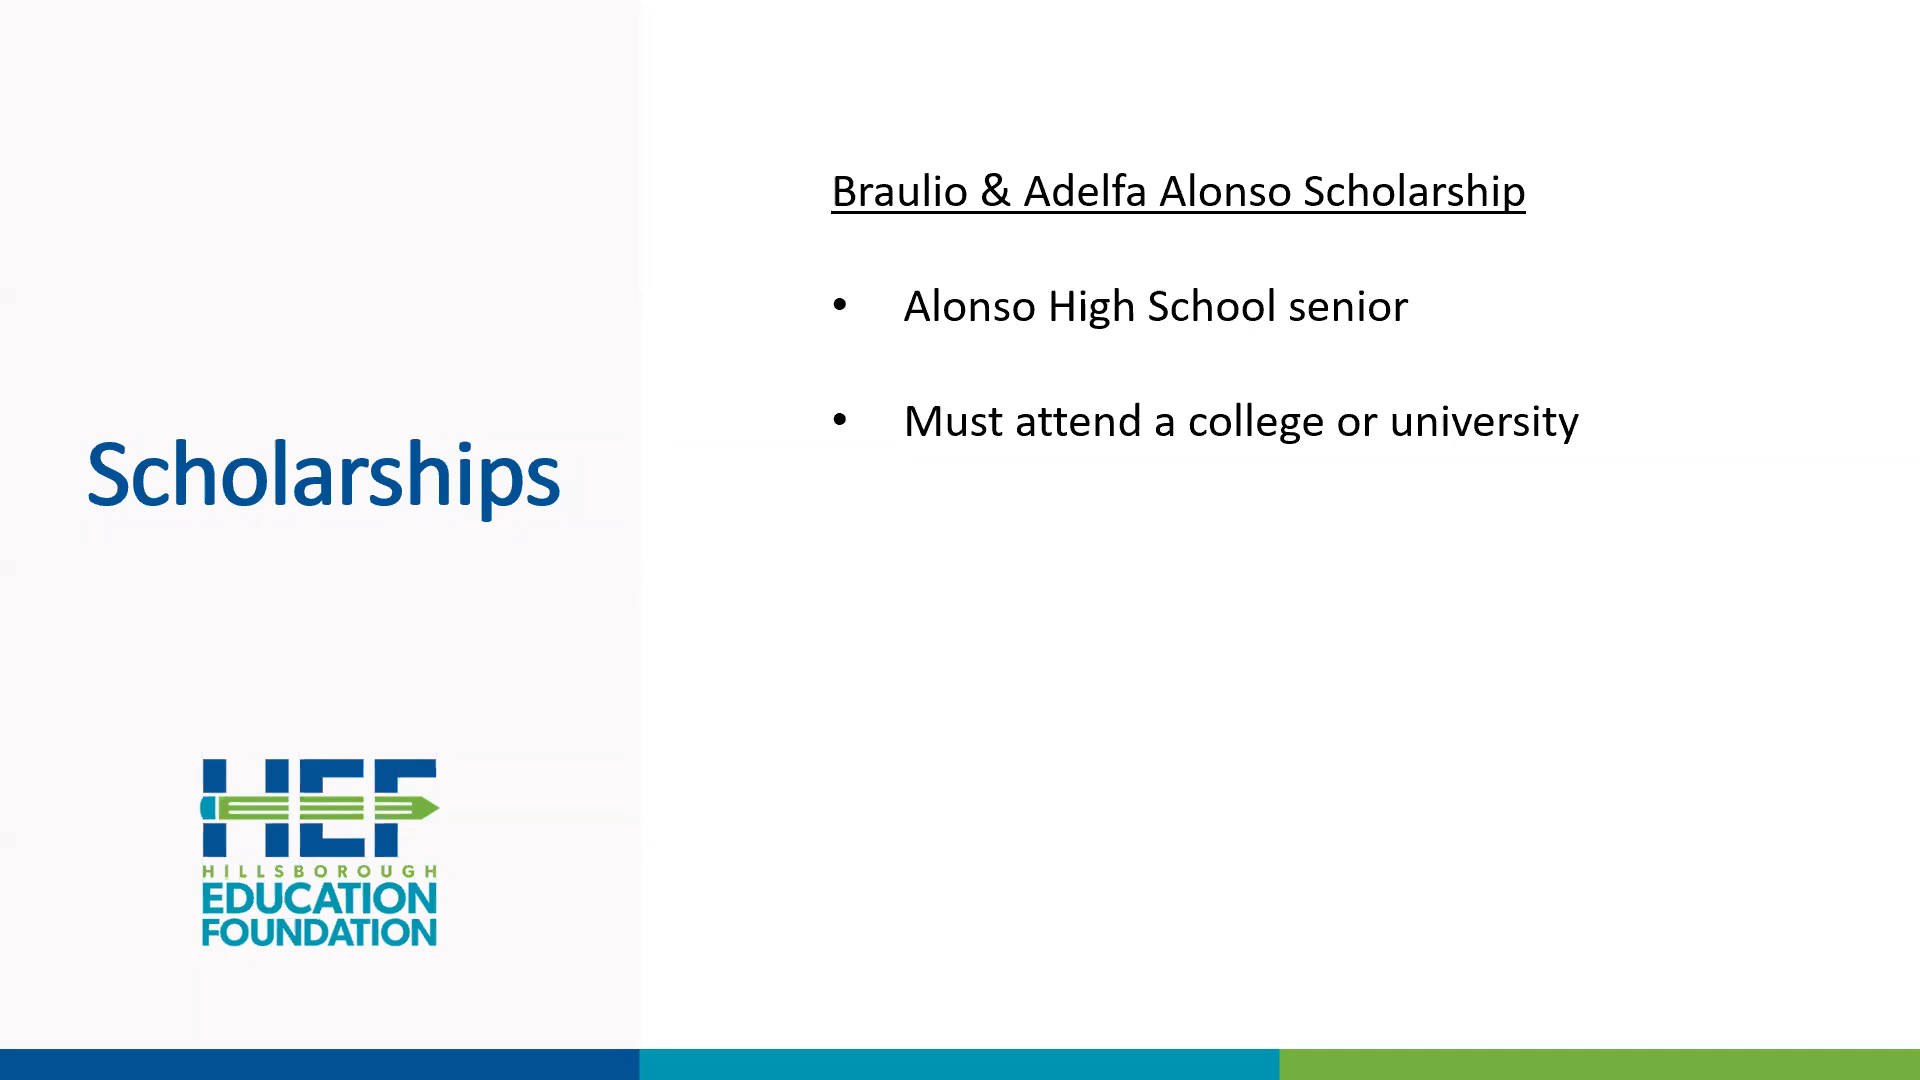 Scholarships
HEF
HILLSBOROUGH
EDUCATION
FOUNDATION
Braulio & Adelfa Alonso Scholarship
• Alonso High School senior
• Must attend a college or university